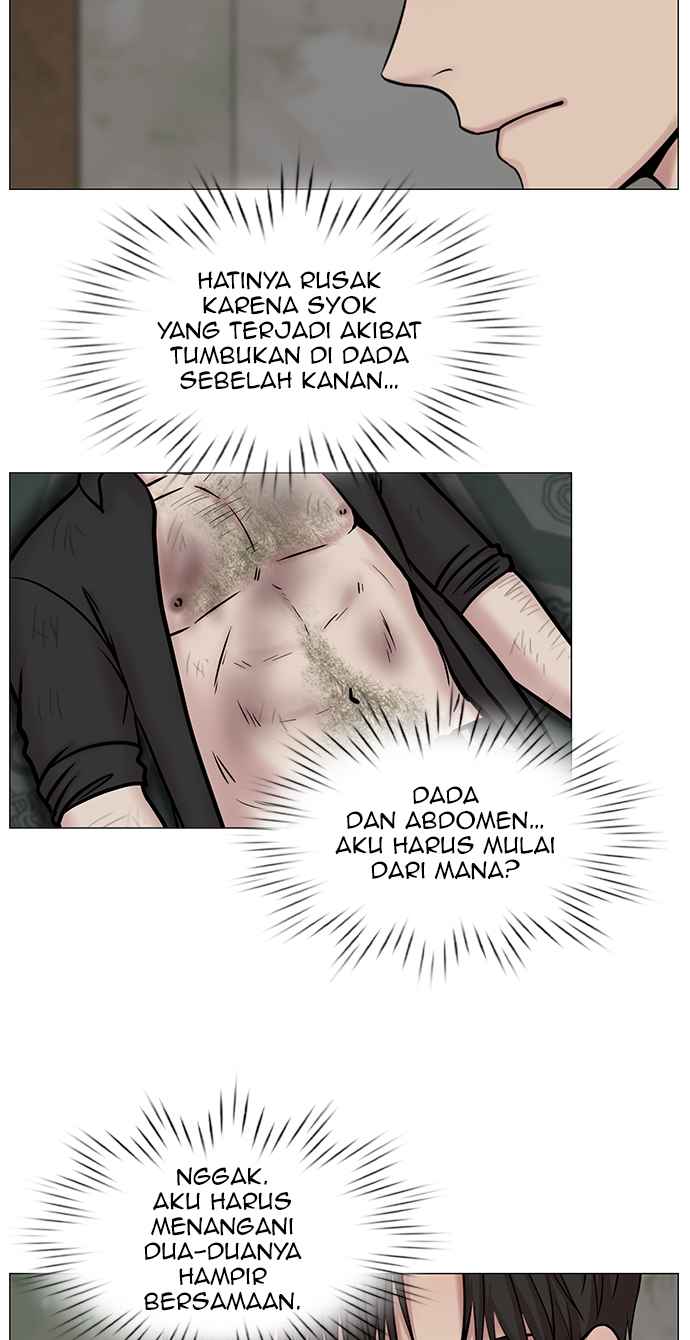 HATINYA RUSAK
KARENA SYOK
YANG TERJADI AKIBAT
TUMBUKAN DI DADA
SEBELAH KANAN...
DADA
DAN ABDOMEN...
AKU HARUS MULAI
DARI MANA?
NGGAK.
AKU HARUS
MENANGANI
DUA-DUANYA
HAMPIR
BERSAMAAN.